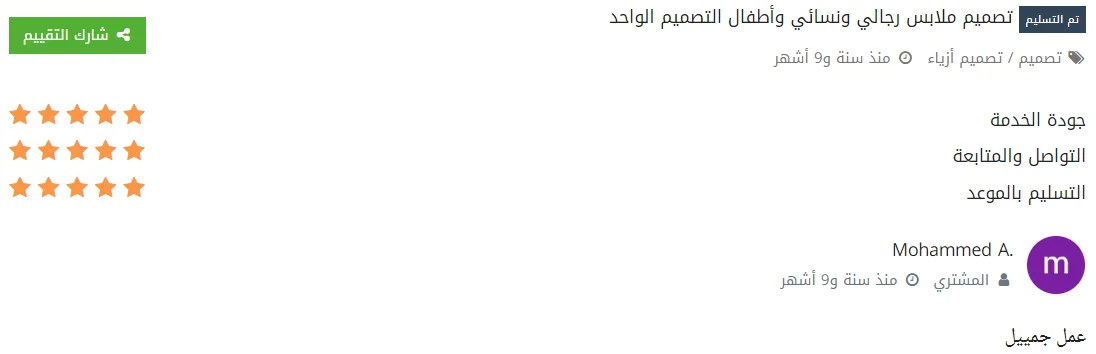 تم التسليم تصميم ملابس رجالي ونسائي وأطفال التصميم الواحد
شارك التقييم
تصميم / تصميم أزياء منذ سنة و9 أشهر
جودة الخدمة
التواصل والمتابعة
التسليم بالموعد
m
Mohammed A.
المشتري منذ سنة و9 أشهر
عمل جمييل